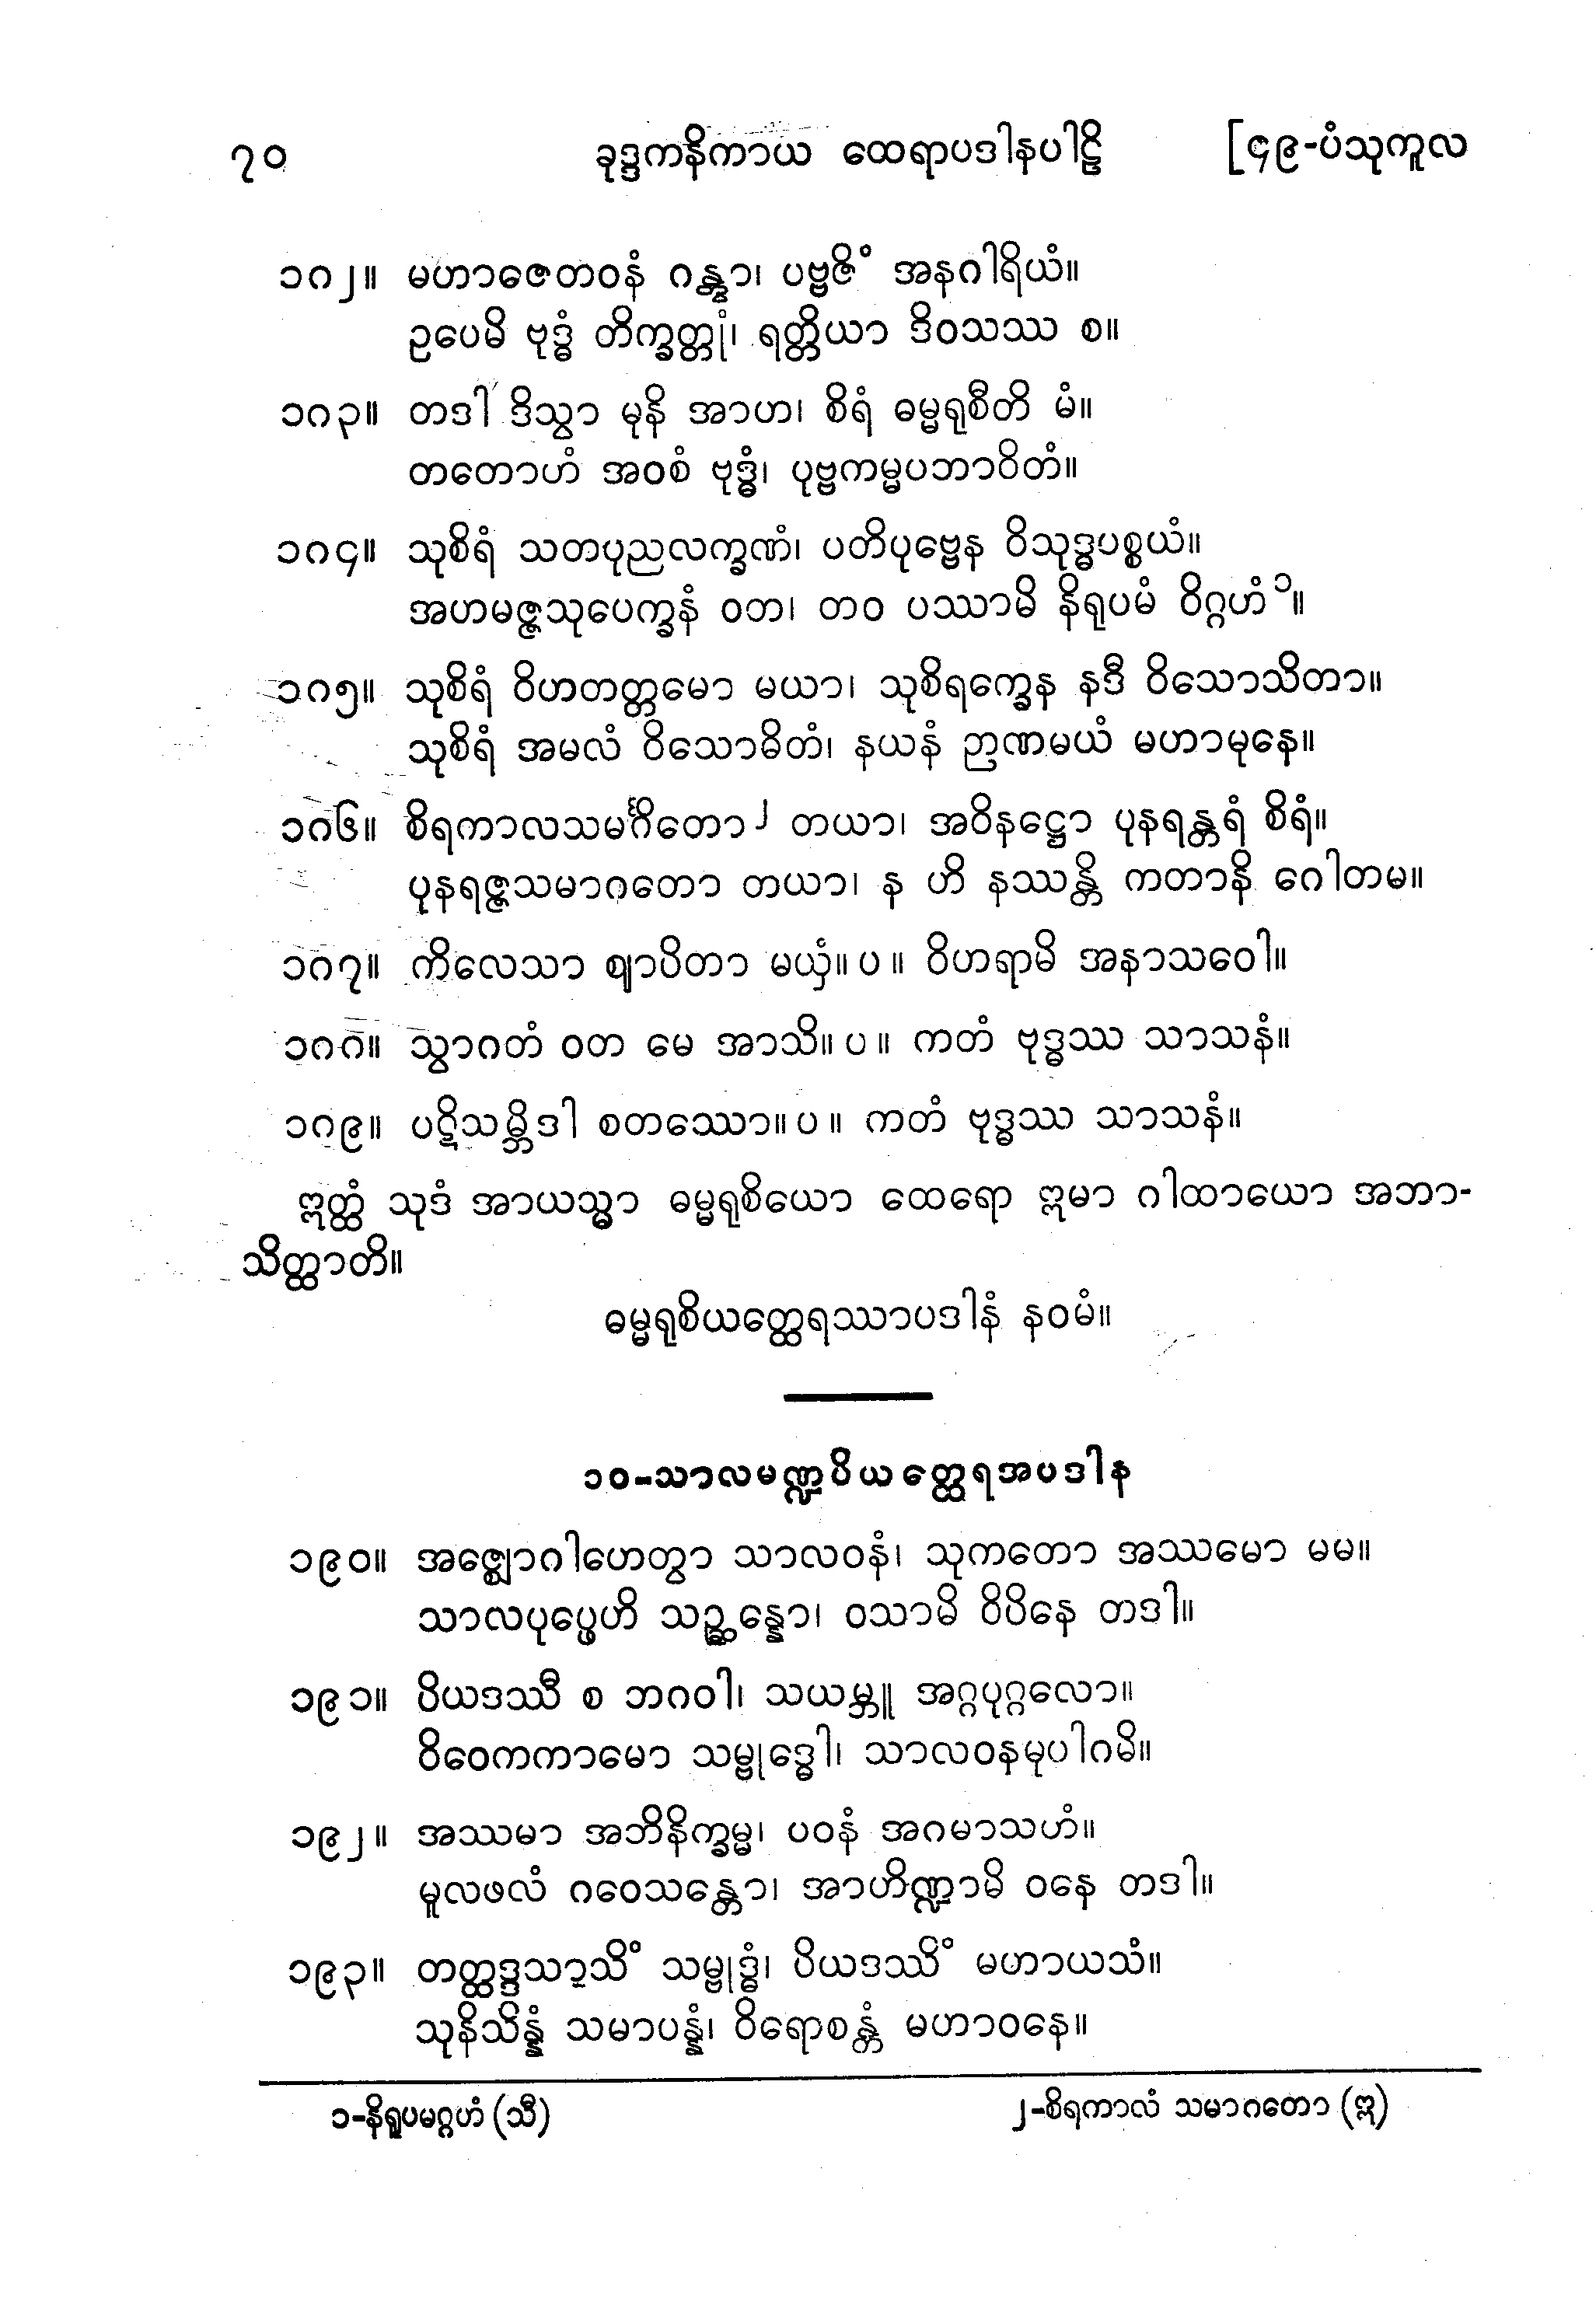 ၇၀ ခုဒ္ဒကနိကာယ ထေရာပဒါနပါဠိ [၄၉-ပံသုကူလ
၁၈၂။ မဟာဇေတဝနံ ဂန္တွာ၊ ပဗ္ဗဇိံ အနဂါရိယံ။
ဥပေမိ ဗုဒ္ဓံ တိက္ခတ္တုံ၊ ရတ္တိယာ ဒိဝသဿ စ။
၁၈၃။ တဒါ ဒိသွာ မုနိ အာဟ၊ စိရံ ဓမ္မရုစီတိ မံ။
တတောဟံ အဝစံ ဗုဒ္ဓံ၊ ပုဗ္ဗကမ္မပဘာဝိတံ။
၁၈၄။ သုစိရံ သတပုညလက္ခဏံ၊ ပတိပုဗ္ဗေန ဝိသုဒ္ဓပစ္စယံ။
အဟမဇ္ဇသုပေက္ခနံ ဝတ၊ တဝ ပဿာမိ နိရုပမံ ဝိဂ္ဂဟံ ၁။
၁၈၅။ သုစိရံ ဝိဟတတ္တမော မယာ၊ သုစိရက္ခေန နဒီ ဝိသောသိတာ။
သုစိရံ အမလံ ဝိသောဓိတံ၊ နယနံ ဉာဏမယံ မဟာမုနေ။
၁၈၆။ စိရကာလသမင်္ဂိတော ၂ တယာ၊ အဝိနဋ္ဌော ပုနရန္တရံ စိရံ။
ပုနရဇ္ဇသမာဂတော တယာ၊ န ဟိ နဿန္တိ ကတာနိ ဂေါတမ။
၁၈၇။ ကိလေသာ ဈာပိတာ မယှံ။ ပ ။ ဝိဟရာမိ အနာသဝေါ။
၁၈၈။ သွာဂတံ ဝတ မေ အာသိ။ ပ ။ ကတံ ဗုဒ္ဓဿ သာသနံ။
၁၈၉။ ပဋိသမ္ဘိဒါ စတဿော။ ပ ။ ကတံ ဗုဒ္ဓဿ သာသနံ။
ဣတ္ထံ သုဒံ အာယသ္မာ ဓမ္မရုစိယော ထေရော ဣမာ ဂါထာယော အဘာ-
သိတ္ထာတိ။
ဓမ္မရုစိယတ္ထေရဿာပဒါနံ နဝမံ။
၁၀-သာလမဏ္ဍပိယတ္ထေရအပဒါန
၁၉၀။ အဇ္ဈောဂါဟေတွာ သာလဝနံ၊ သုကတော အဿမော မမ။
သာလပုပ္ဖေဟိ သဉ္ဆန္နော၊ ဝသာမိ ဝိပိနေ တဒါ။
၁၉၁။ ပိယဒဿီ စ ဘဂဝါ၊ သယမ္ဘူ အဂ္ဂပုဂ္ဂလော။
ဝိဝေကကာမော သမ္ဗုဒ္ဓေါ၊ သာလဝနမုပါဂမိ။
၁၉၂။ အဿမာ အဘိနိက္ခမ္မ၊ ပဝနံ အဂမာသဟံ။
မူလဖလံ ဂဝေသန္တော၊ အာဟိဏ္ဍာမိ ဝနေ တဒါ။
၁၉၃။ တတ္ထဒ္ဒသာသိံ သမ္ဗုဒ္ဓံ၊ ပိယဒဿိံ မဟာယသံ။
သုနိသိန္နံ သမာပန္နံ၊ ဝိရောစန္တံ မဟာဝနေ။
၁-နိရူပမဂ္ဂဟံ (သီ) ၂-စိရကာလံ သမာဂတော (ဣ)